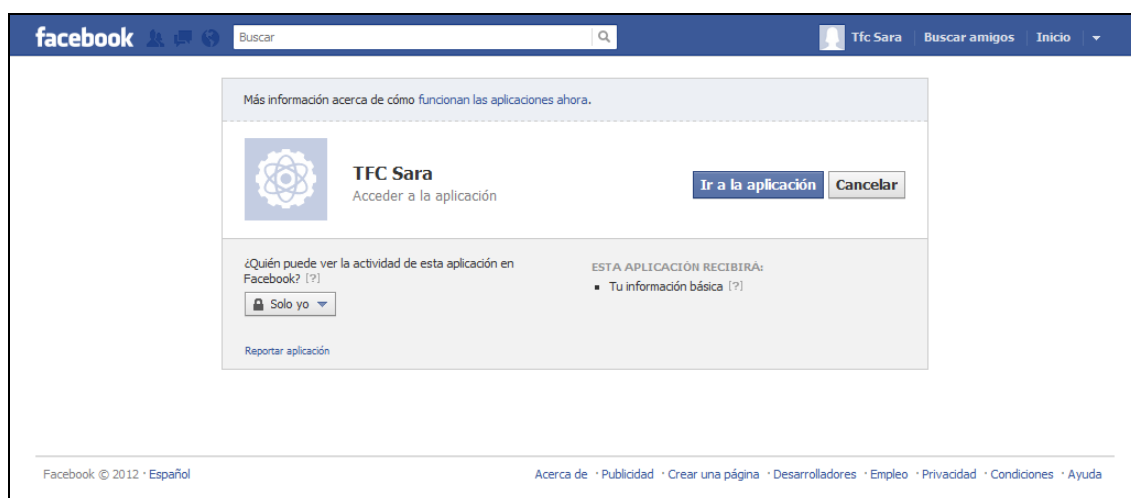 facebook Buscar Tfc Sara Buscar amigos Inicio
Más información acerca de cómo funcionan las aplicaciones ahora.
TFC Sara
Acceder a la aplicación
Ir a la aplicación Cancelar
¿Quién puede ver la actividad de esta aplicación en
Facebook? [?]
Solo yo
Reportar aplicación
ESTA APLICACIÓN RECIBIRÁ:
Tu información básica [?]
Facebook © 2012 · Español Acerca de · Publicidad · Crear una página · Desarrolladores · Empleo · Privacidad · Condiciones · Ayuda